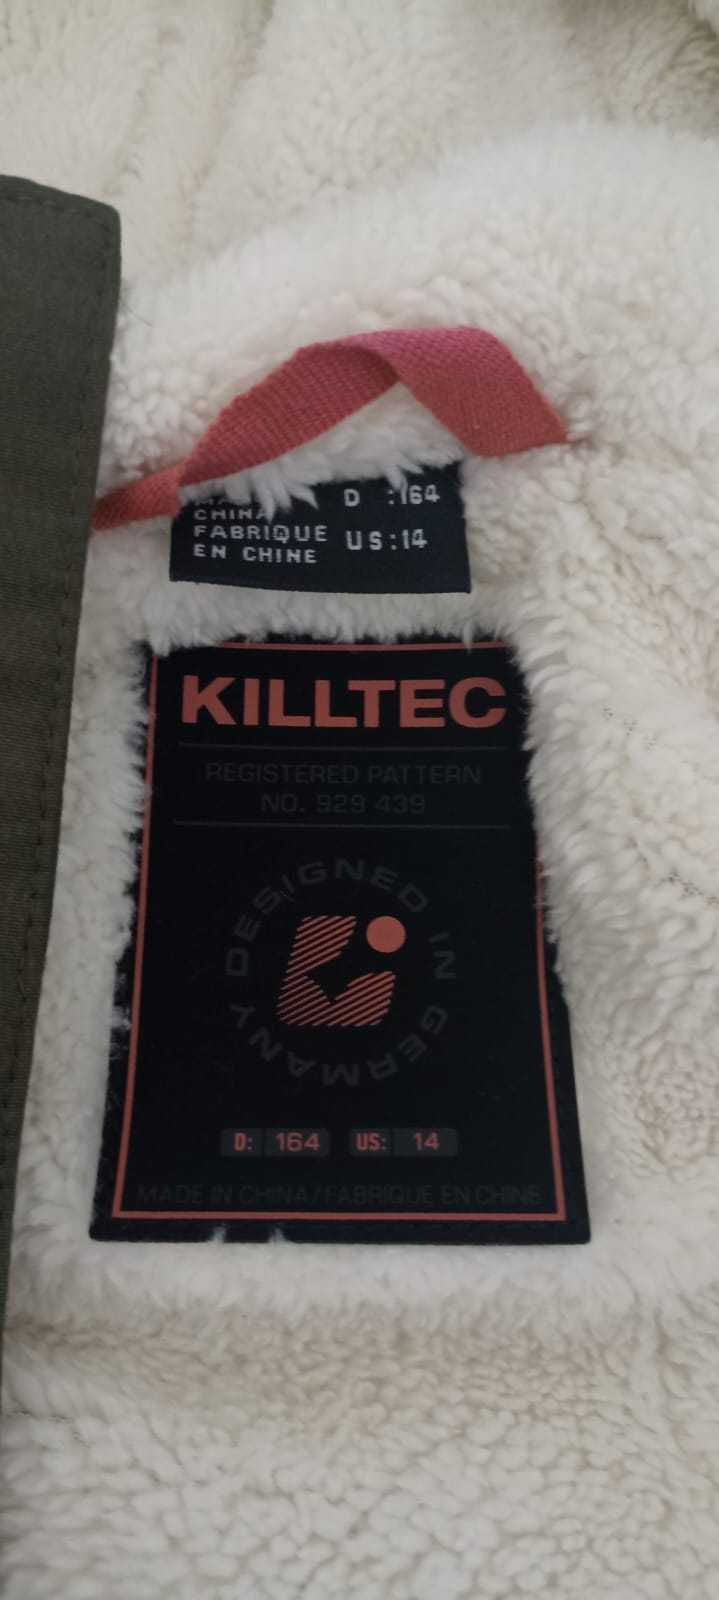 D :164
CHINA
FABRIQUE
EN CHINE
US:14
KILLTEC
REGISTERED PATTERN
NO. 929 439
DESIGNED IN GERMANY
D: 164 US: 14
MADE IN CHINA/FABRIQUE EN CHINE